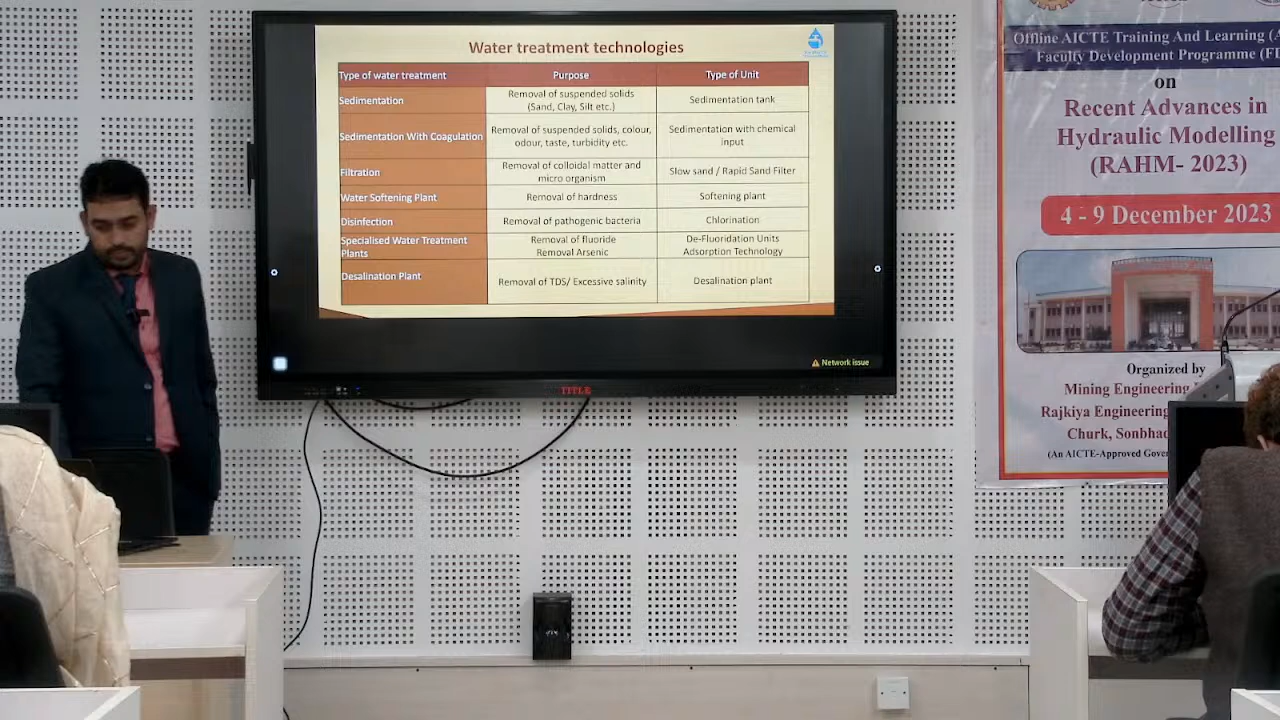 Water treatment technologies
Type of water treatment Purpose Type of Unit
Sedimentation Removal of suspended solids (Sand, Clay, Silt etc.) Sedimentation tank
Sedimentation With Coagulation Removal of suspended solids, colour, odour, taste, turbidity etc. Sedimentation with chemical input
Filtration Removal of colloidal matter and micro organism Slow sand / Rapid Sand Filter
Water Softening Plant Removal of hardness Softening plant
Disinfection Removal of pathogenic bacteria Chlorination
Specialised Water Treatment Plants Removal of fluoride Removal Arsenic De-Fluoridation Units Adsorption Technology
Desalination Plant Removal of TDS/ Excessive salinity Desalination plant
Network issue
TITLE
Offline AICTE Training And Learning
Faculty Development Programme
on
Recent Advances in
Hydraulic Modelling
(RAHM- 2023)
4 - 9 December 2023
Organized by
Mining Engineering
Rajkiya Engineering
Churk,
(An AICTE-Approved